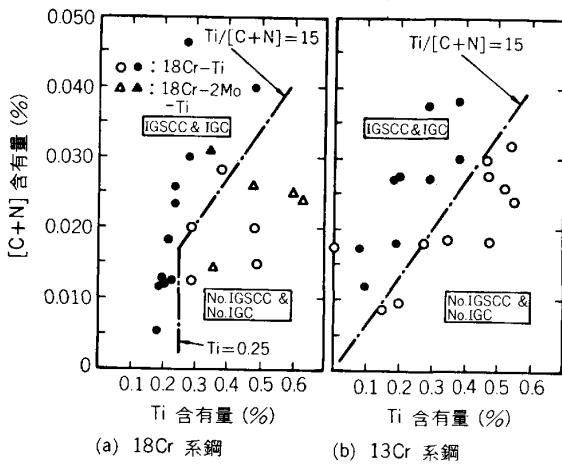 [C+N] 含有量 (%)
0.050
0.040
0.030
0.020
0.010
0
Ti/[C+N]=15
○ ●：18Cr-Ti
△ ▲：18Cr-2Mo
-Ti
IGSCC & IGC
No.IGSCC &
No.IGC
Ti=0.25
0.1 0.2 0.3 0.4 0.5 0.6
Ti 含有量 (%)
(a) 18Cr 系鋼
Ti/[C+N]=15
IGSCC & IGC
No.IGSCC &
No.IGC
0.1 0.2 0.3 0.4 0.5 0.6
Ti 含有量 (%)
(b) 13Cr 系鋼